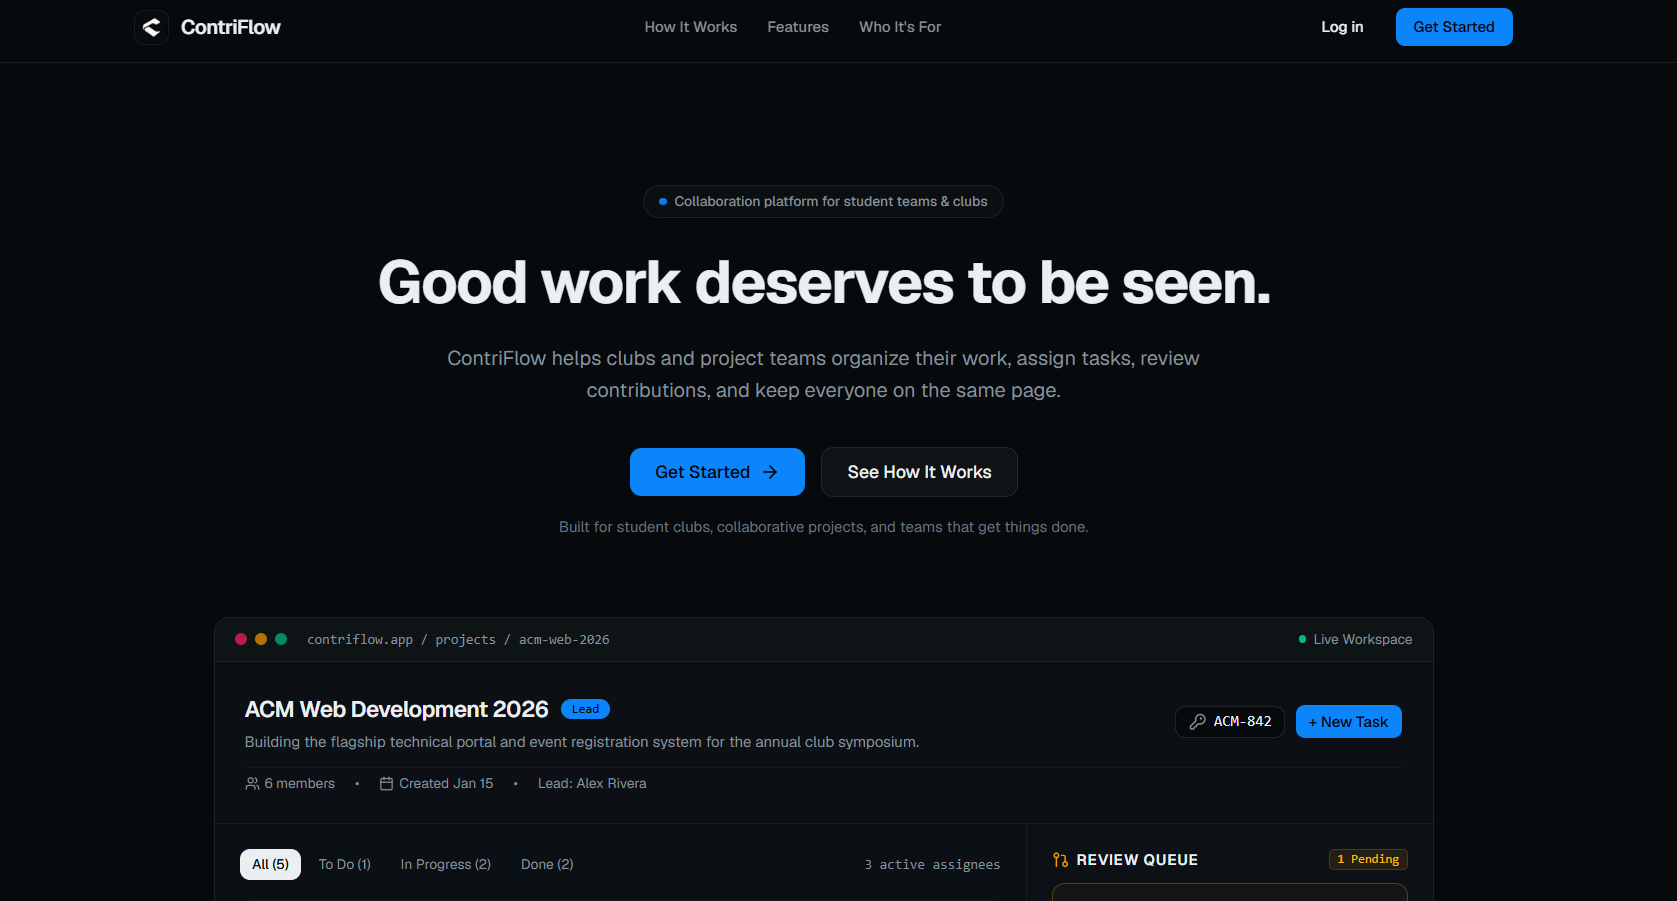 ContriFlow
How It Works
Features
Who It's For
Log in
Get Started
Collaboration platform for student teams & clubs
Good work deserves to be seen.
ContriFlow helps clubs and project teams organize their work, assign tasks, review
contributions, and keep everyone on the same page.
Get Started →
See How It Works
Built for student clubs, collaborative projects, and teams that get things done.
contriflow.app / projects / acm-web-2026
Live Workspace
ACM Web Development 2026
Lead
ACM-842
+ New Task
Building the flagship technical portal and event registration system for the annual club symposium.
6 members • Created Jan 15 • Lead: Alex Rivera
All (5)
To Do (1)
In Progress (2)
Done (2)
3 active assignees
REVIEW QUEUE
1 Pending